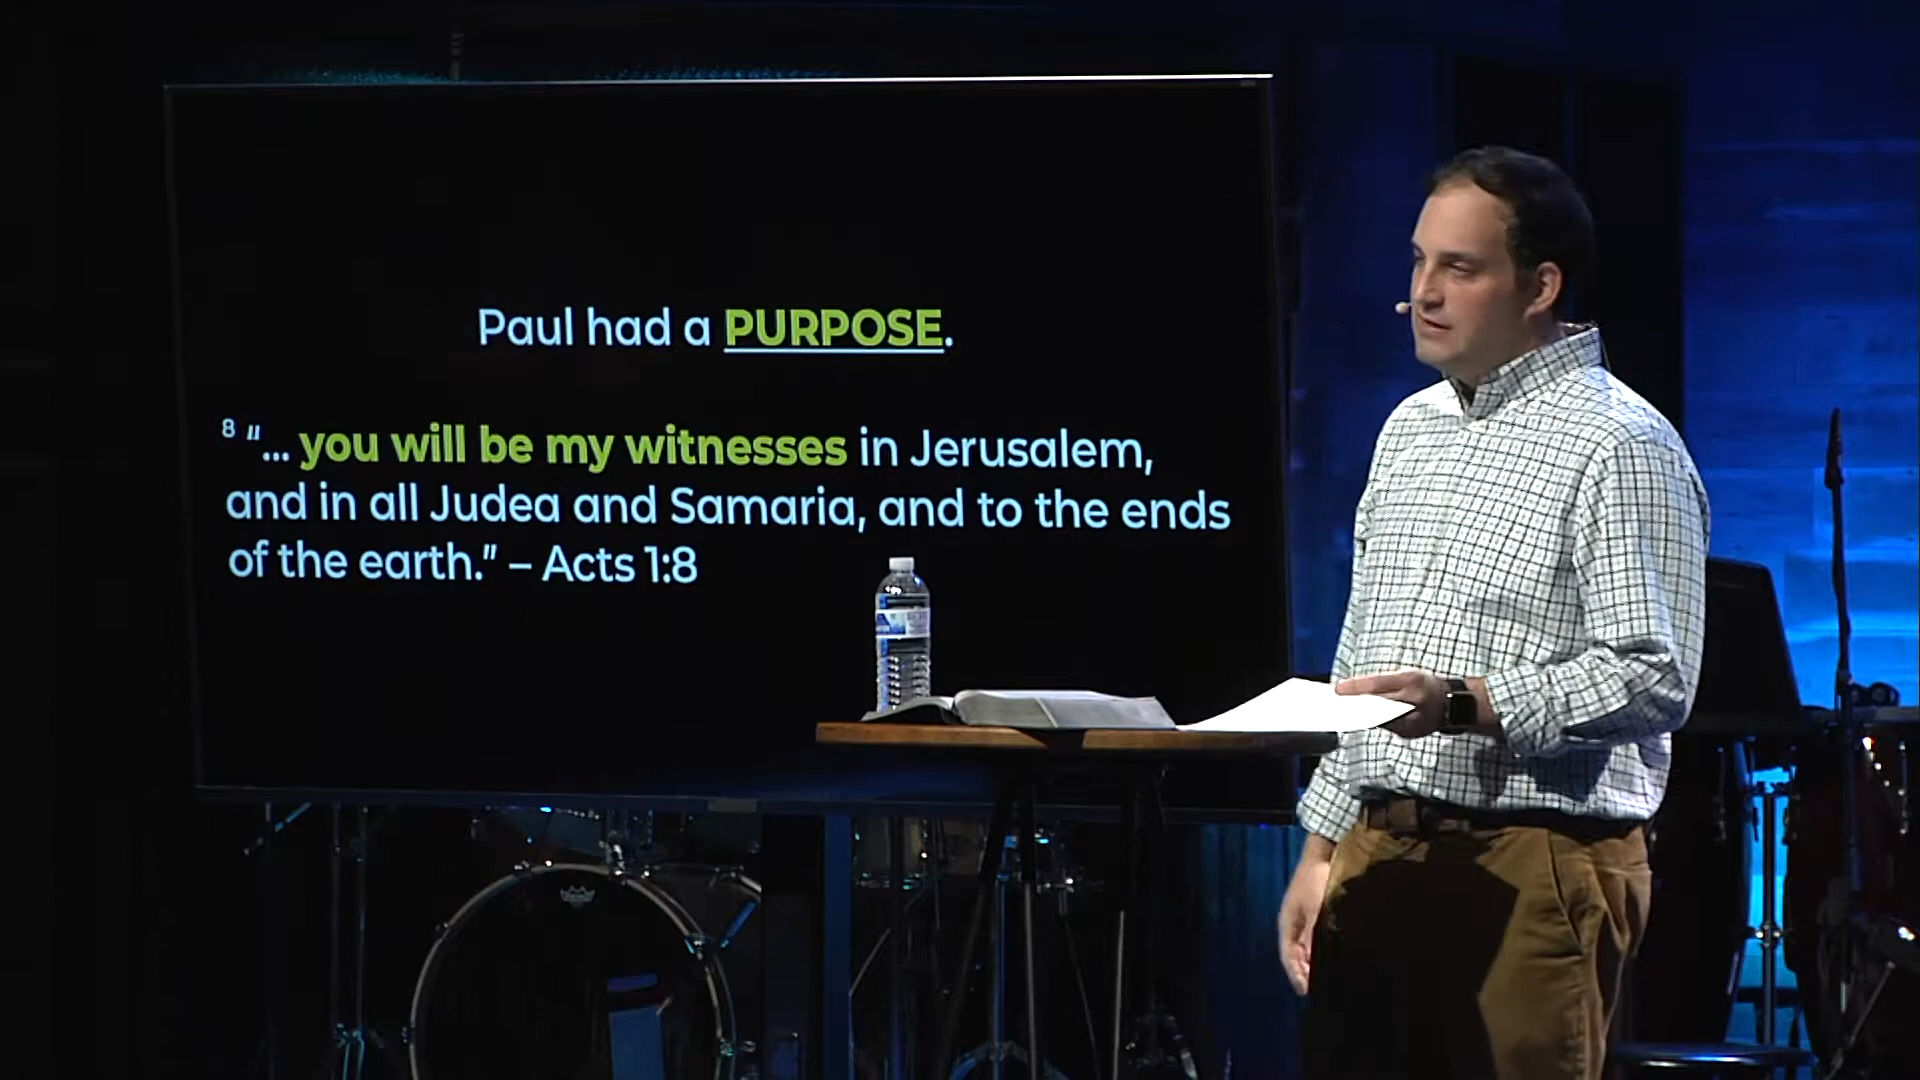 Paul had a PURPOSE.
8 “... you will be my witnesses in Jerusalem,
and in all Judea and Samaria, and to the ends
of the earth.” – Acts 1:8